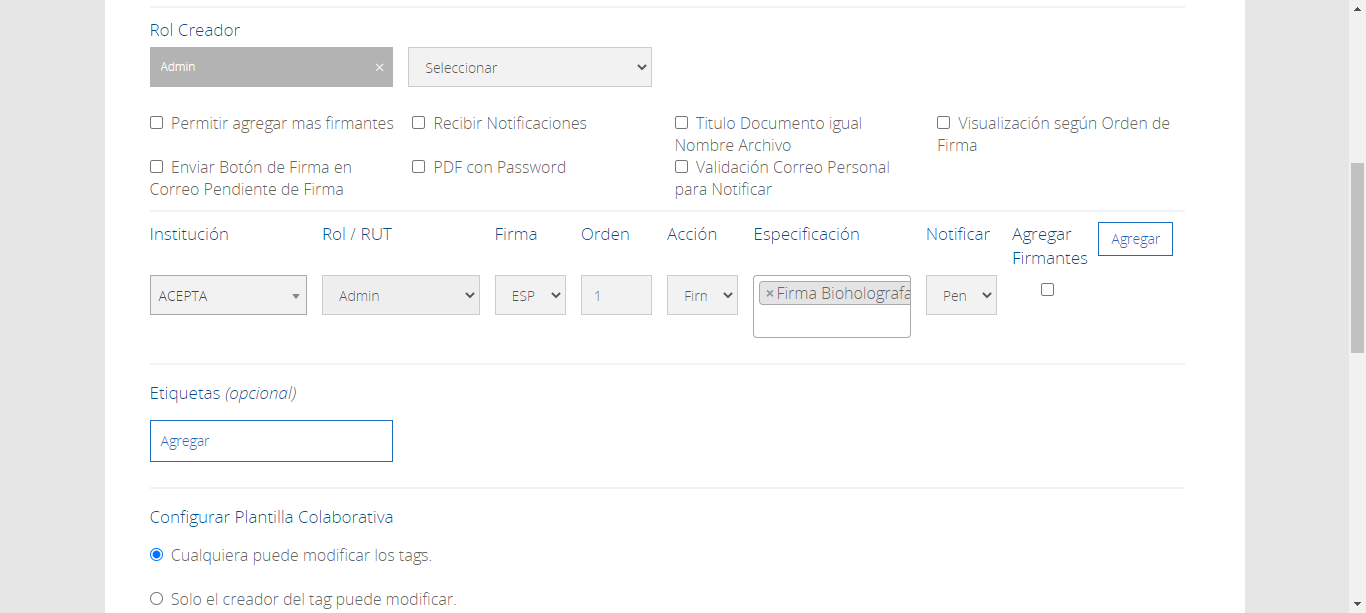 Rol Creador
Admin × Seleccionar
Permitir agregar mas firmantes Recibir Notificaciones Titulo Documento igual Nombre Archivo Visualización según Orden de Firma
Enviar Botón de Firma en Correo Pendiente de Firma PDF con Password Validación Correo Personal para Notificar
Institución Rol / RUT Firma Orden Acción Especificación Notificar Agregar Firmantes Agregar
ACEPTA Admin ESP 1 Firn × Firma Bioholografa Pen
Etiquetas (opcional)
Agregar
Configurar Plantilla Colaborativa
Cualquiera puede modificar los tags.
Solo el creador del tag puede modificar.